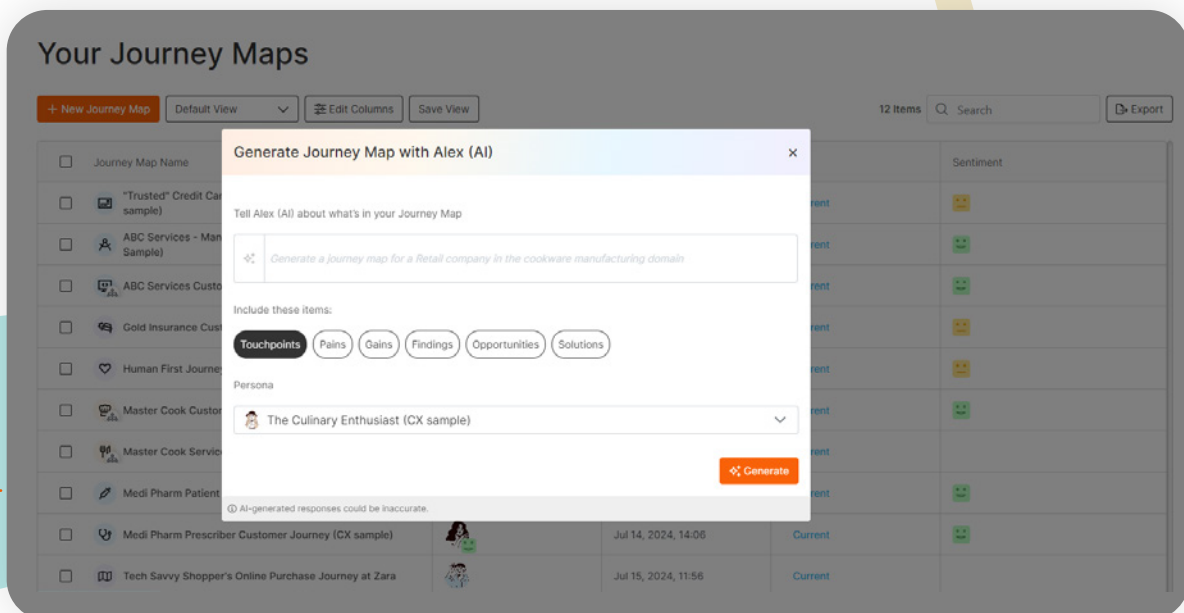 Your Journey Maps
+ New Journey Map Default View Edit Columns Save View 12 Items Search Export
Generate Journey Map with Alex (AI)
Journey Map Name Sentiment
"Trusted" Credit Car
sample)
Tell Alex (AI) about what's in your Journey Map
ABC Services - Man
Sample)
Generate a journey map for a Retail company in the cookware manufacturing domain
ABC Services Custo
Include these items:
Gold Insurance Cust
Touchpoints Pains Gains Findings Opportunities Solutions
Human First Journe
Persona
Master Cook Custor
The Culinary Enthusiast (CX sample)
Master Cook Service
Generate
Medi Pharm Patient
AI-generated responses could be inaccurate.
Medi Pharm Prescriber Customer Journey (CX sample) Jul 14, 2024, 14:06 Current
Tech Savvy Shopper's Online Purchase Journey at Zara Jul 15, 2024, 11:56 Current